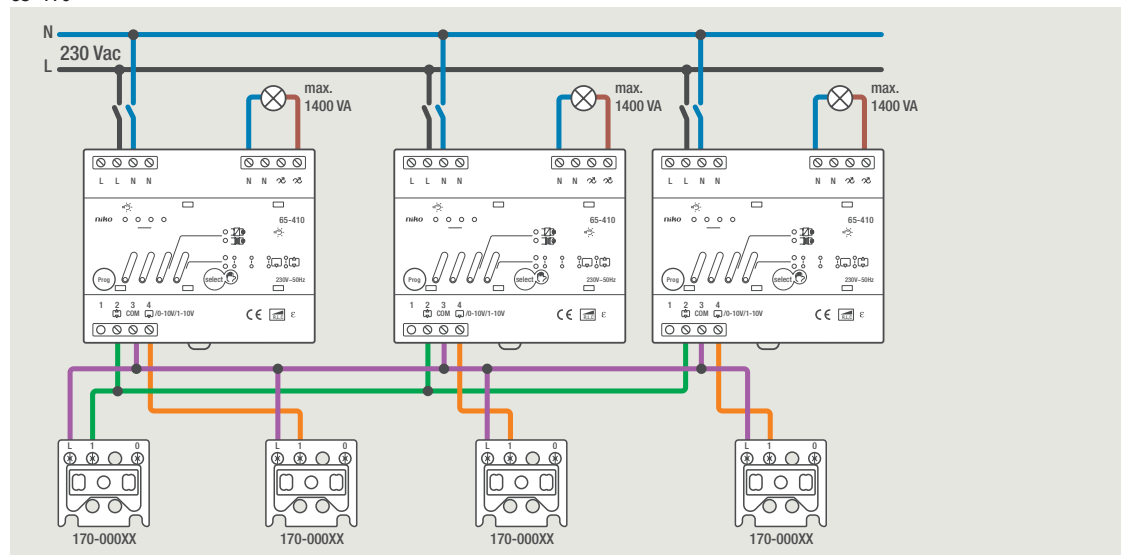 N
230 Vac
L
max.
1400 VA
max.
1400 VA
max.
1400 VA
L L N N N N
L L N N N N
L L N N N N
niko 65-410
niko 65-410
niko 65-410
Prog select 230V~50Hz
Prog select 230V~50Hz
Prog select 230V~50Hz
1 2 3 4
COM /0-10V/1-10V CE ε
1 2 3 4
COM /0-10V/1-10V CE ε
1 2 3 4
COM /0-10V/1-10V CE ε
L 1 0
L 1 0
L 1 0
L 1 0
170-000XX
170-000XX
170-000XX
170-000XX